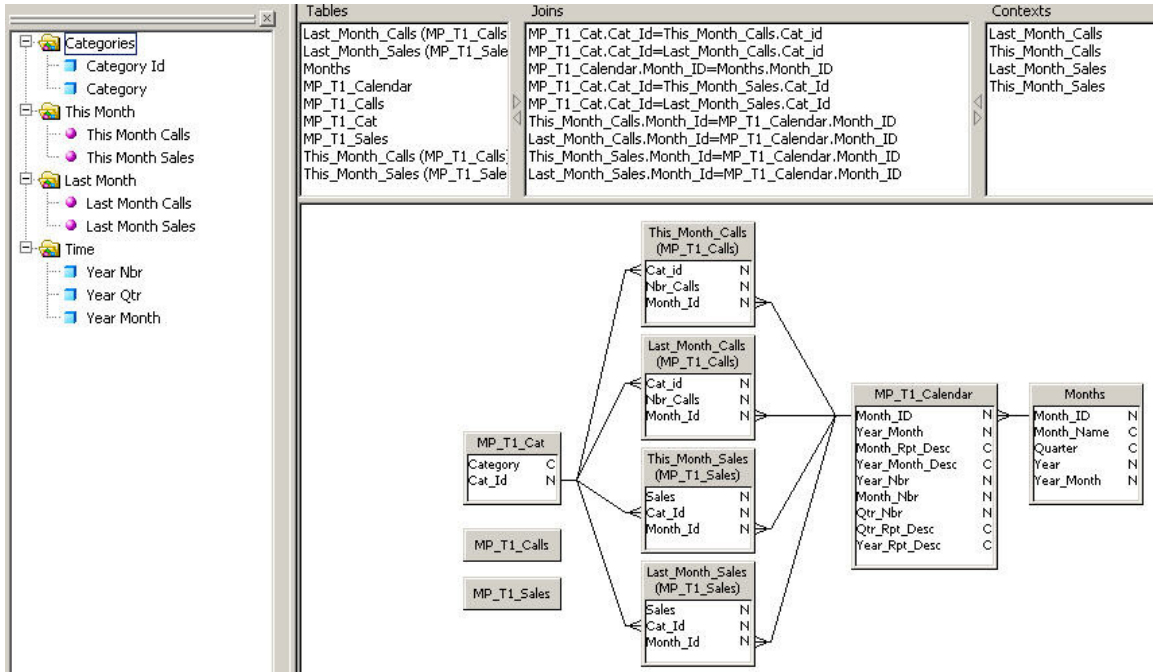 Categories
Category Id
Category
This Month
This Month Calls
This Month Sales
Last Month
Last Month Calls
Last Month Sales
Time
Year Nbr
Year Qtr
Year Month
Tables
Last_Month_Calls (MP_T1_Calls
Last_Month_Sales (MP_T1_Sale
Months
MP_T1_Calendar
MP_T1_Calls
MP_T1_Cat
MP_T1_Sales
This_Month_Calls (MP_T1_Calls)
This_Month_Sales (MP_T1_Sale
Joins
MP_T1_Cat.Cat_Id=This_Month_Calls.Cat_id
MP_T1_Cat.Cat_Id=Last_Month_Calls.Cat_id
MP_T1_Calendar.Month_ID=Months.Month_ID
MP_T1_Cat.Cat_Id=This_Month_Sales.Cat_Id
MP_T1_Cat.Cat_Id=Last_Month_Sales.Cat_Id
This_Month_Calls.Month_Id=MP_T1_Calendar.Month_ID
Last_Month_Calls.Month_Id=MP_T1_Calendar.Month_ID
This_Month_Sales.Month_Id=MP_T1_Calendar.Month_ID
Last_Month_Sales.Month_Id=MP_T1_Calendar.Month_ID
Contexts
Last_Month_Calls
This_Month_Calls
Last_Month_Sales
This_Month_Sales
MP_T1_Cat
Category C
Cat_Id N
MP_T1_Calls
MP_T1_Sales
This_Month_Calls
(MP_T1_Calls)
Cat_id N
Nbr_Calls N
Month_Id N
Last_Month_Calls
(MP_T1_Calls)
Cat_id N
Nbr_Calls N
Month_Id N
This_Month_Sales
(MP_T1_Sales)
Sales N
Cat_Id N
Month_Id N
Last_Month_Sales
(MP_T1_Sales)
Sales N
Cat_Id N
Month_Id N
MP_T1_Calendar
Month_ID N
Year_Month N
Month_Rpt_Desc C
Year_Month_Desc C
Year_Nbr N
Month_Nbr N
Qtr_Nbr N
Qtr_Rpt_Desc C
Year_Rpt_Desc C
Months
Month_ID N
Month_Name C
Quarter C
Year N
Year_Month N